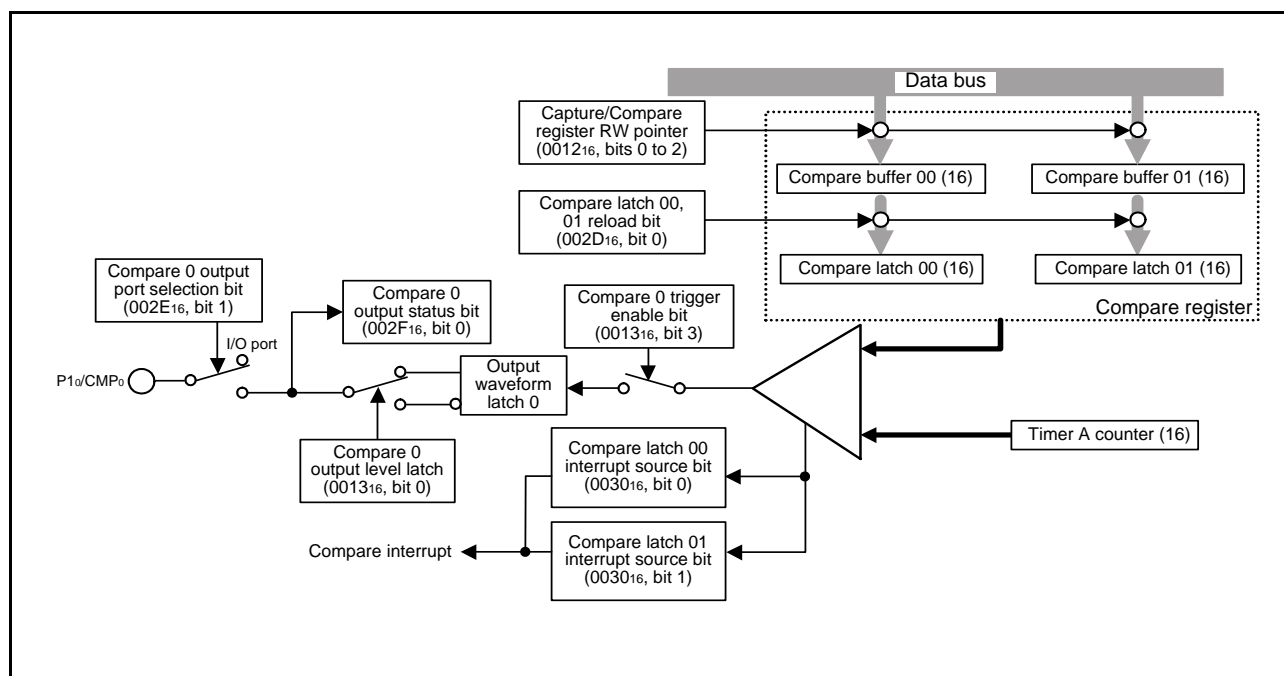 Data bus
Capture/Compare
register RW pointer
(0012₁₆, bits 0 to 2)
Compare buffer 00 (16)
Compare buffer 01 (16)
Compare latch 00,
01 reload bit
(002D₁₆, bit 0)
Compare latch 00 (16)
Compare latch 01 (16)
Compare register
Compare 0 output
port selection bit
(002E₁₆, bit 1)
Compare 0
output status bit
(002F₁₆, bit 0)
Compare 0 trigger
enable bit
(0013₁₆, bit 3)
I/O port
P1₀/CMP₀
Output
waveform
latch 0
Compare 0
output level latch
(0013₁₆, bit 0)
Timer A counter (16)
Compare latch 00
interrupt source bit
(0030₁₆, bit 0)
Compare interrupt
Compare latch 01
interrupt source bit
(0030₁₆, bit 1)